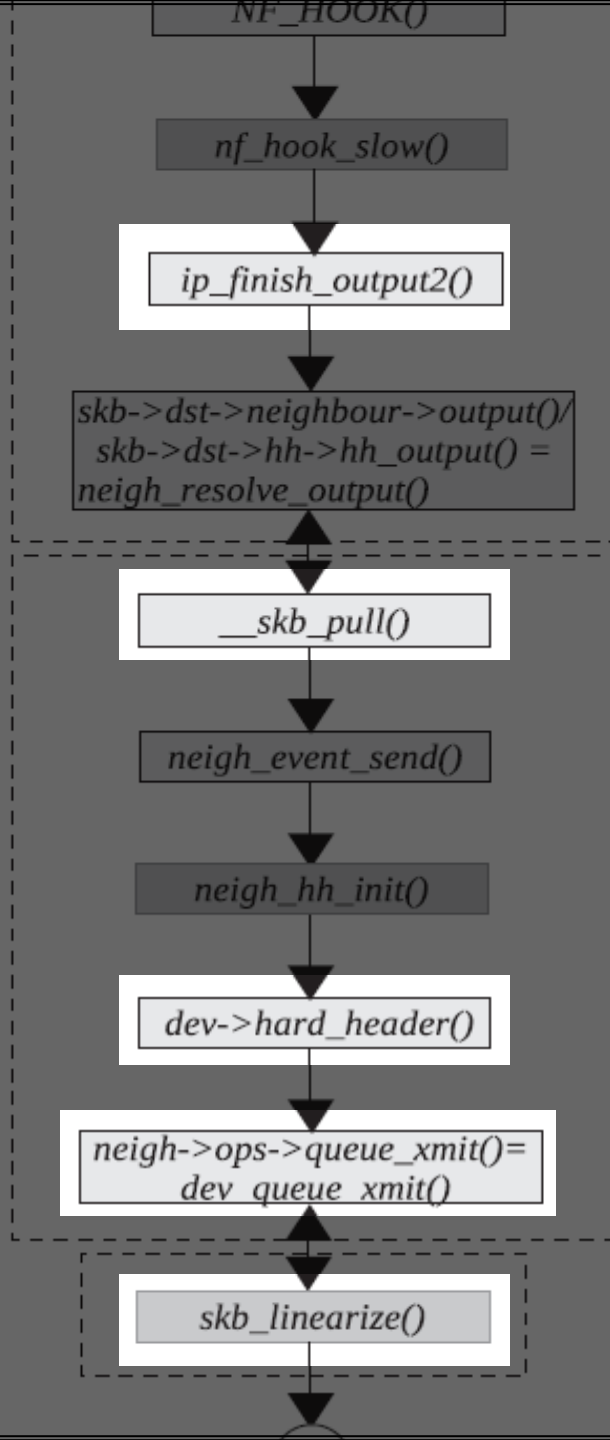 NF_HOOK()
nf_hook_slow()
ip_finish_output2()
skb->dst->neighbour->output()/
skb->dst->hh->hh_output() =
neigh_resolve_output()
__skb_pull()
neigh_event_send()
neigh_hh_init()
dev->hard_header()
neigh->ops->queue_xmit()=
dev_queue_xmit()
skb_linearize()